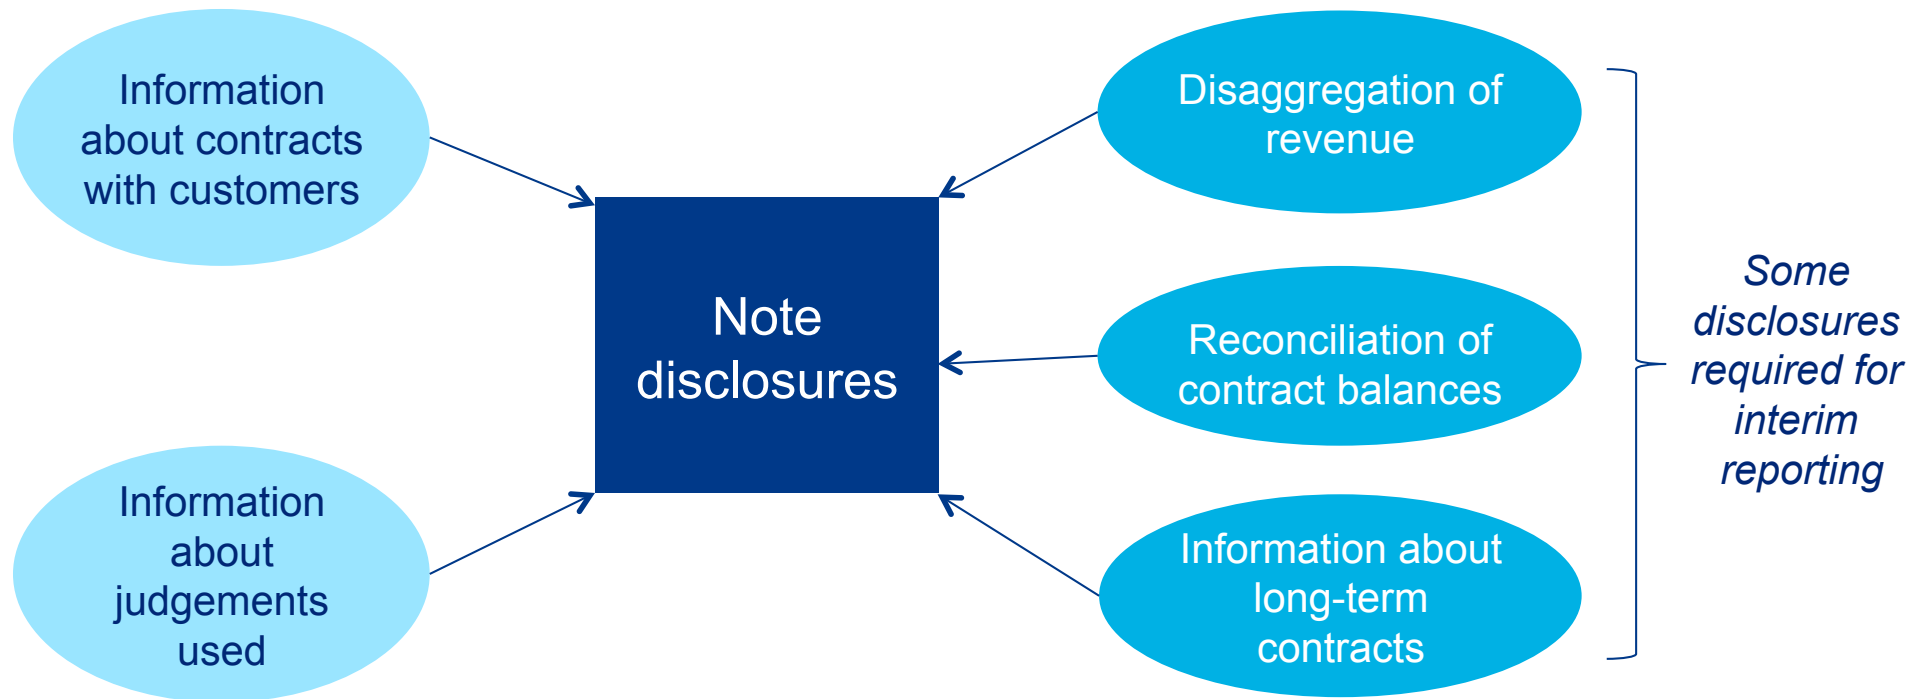 Information
about contracts
with customers
Information
about
judgements
used
Note
disclosures
Disaggregation of
revenue
Reconciliation of
contract balances
Information about
long-term
contracts
Some
disclosures
required for
interim
reporting